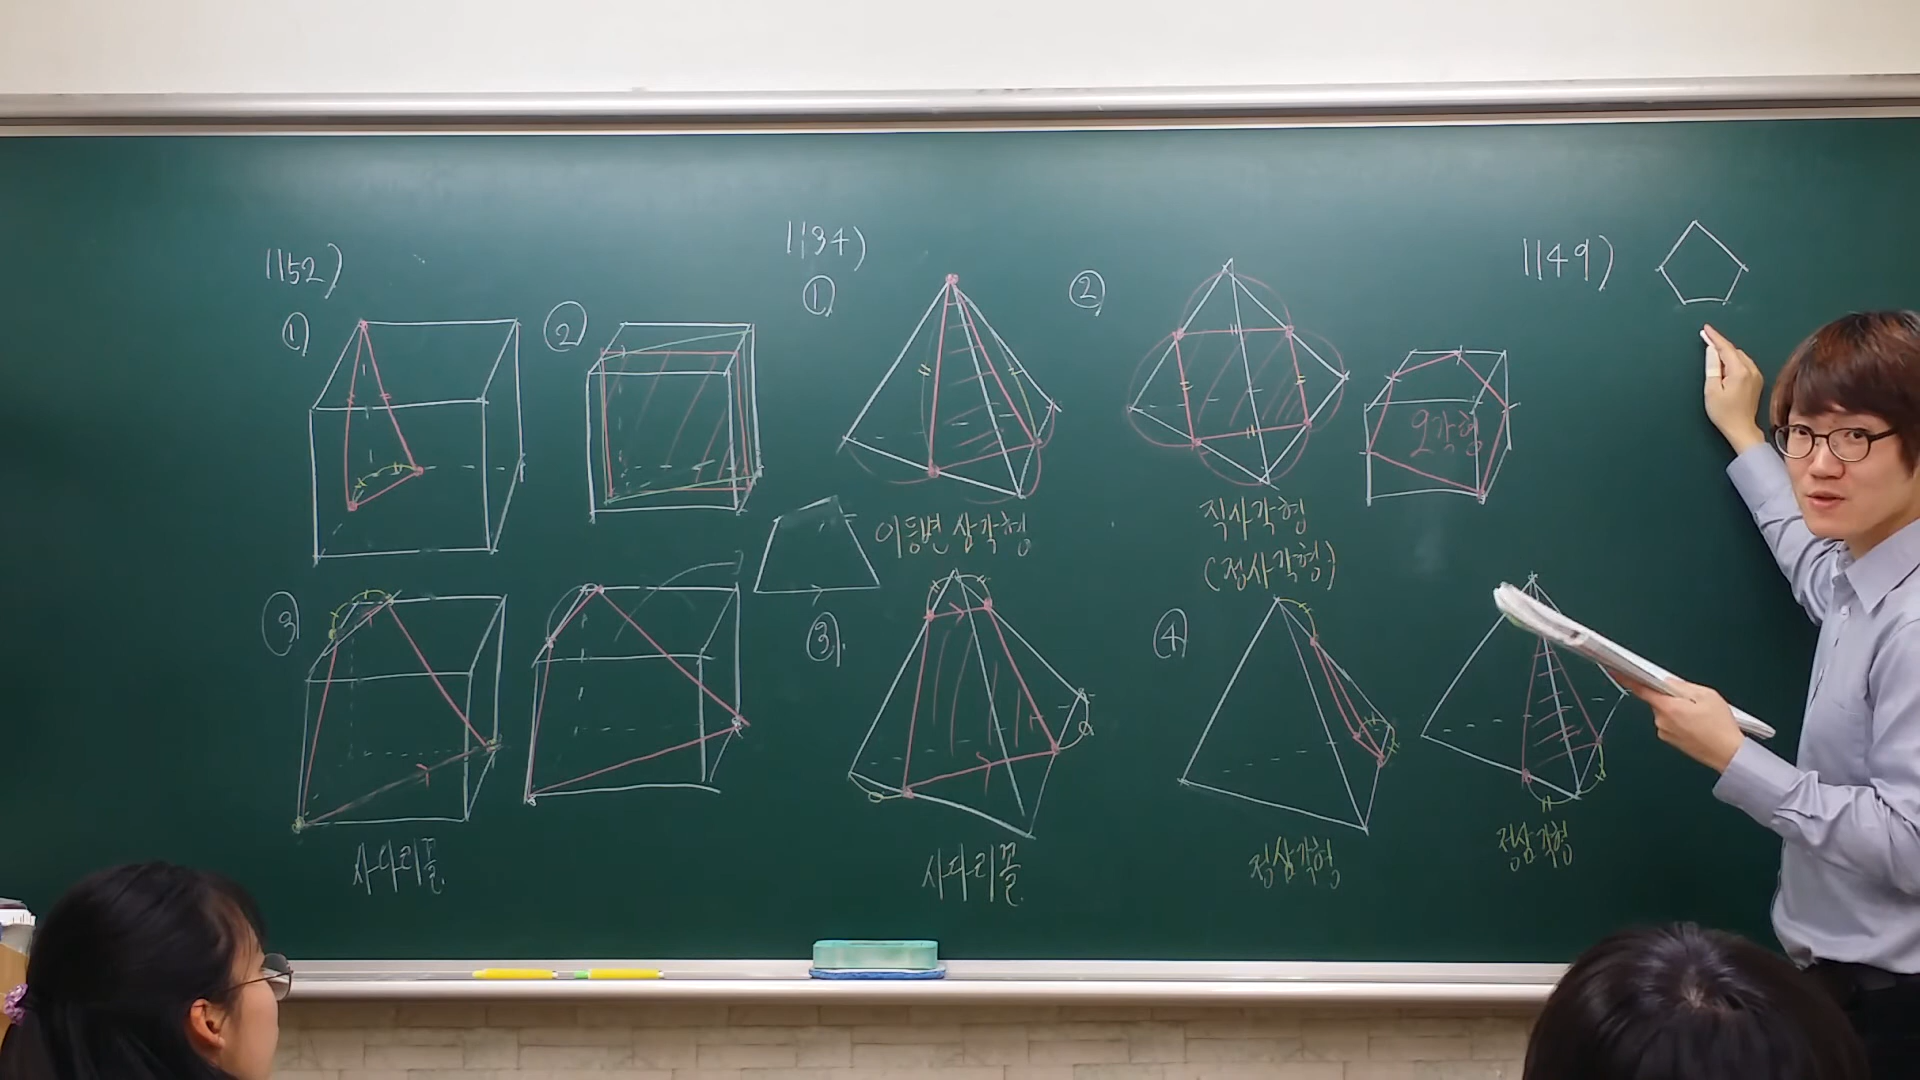 1152)
①
②
③
사다리꼴
1134)
①
이등변 삼각형
②
직사각형
(정사각형)
③
사다리꼴
④
정삼각형
정삼각형
오각형
1149)